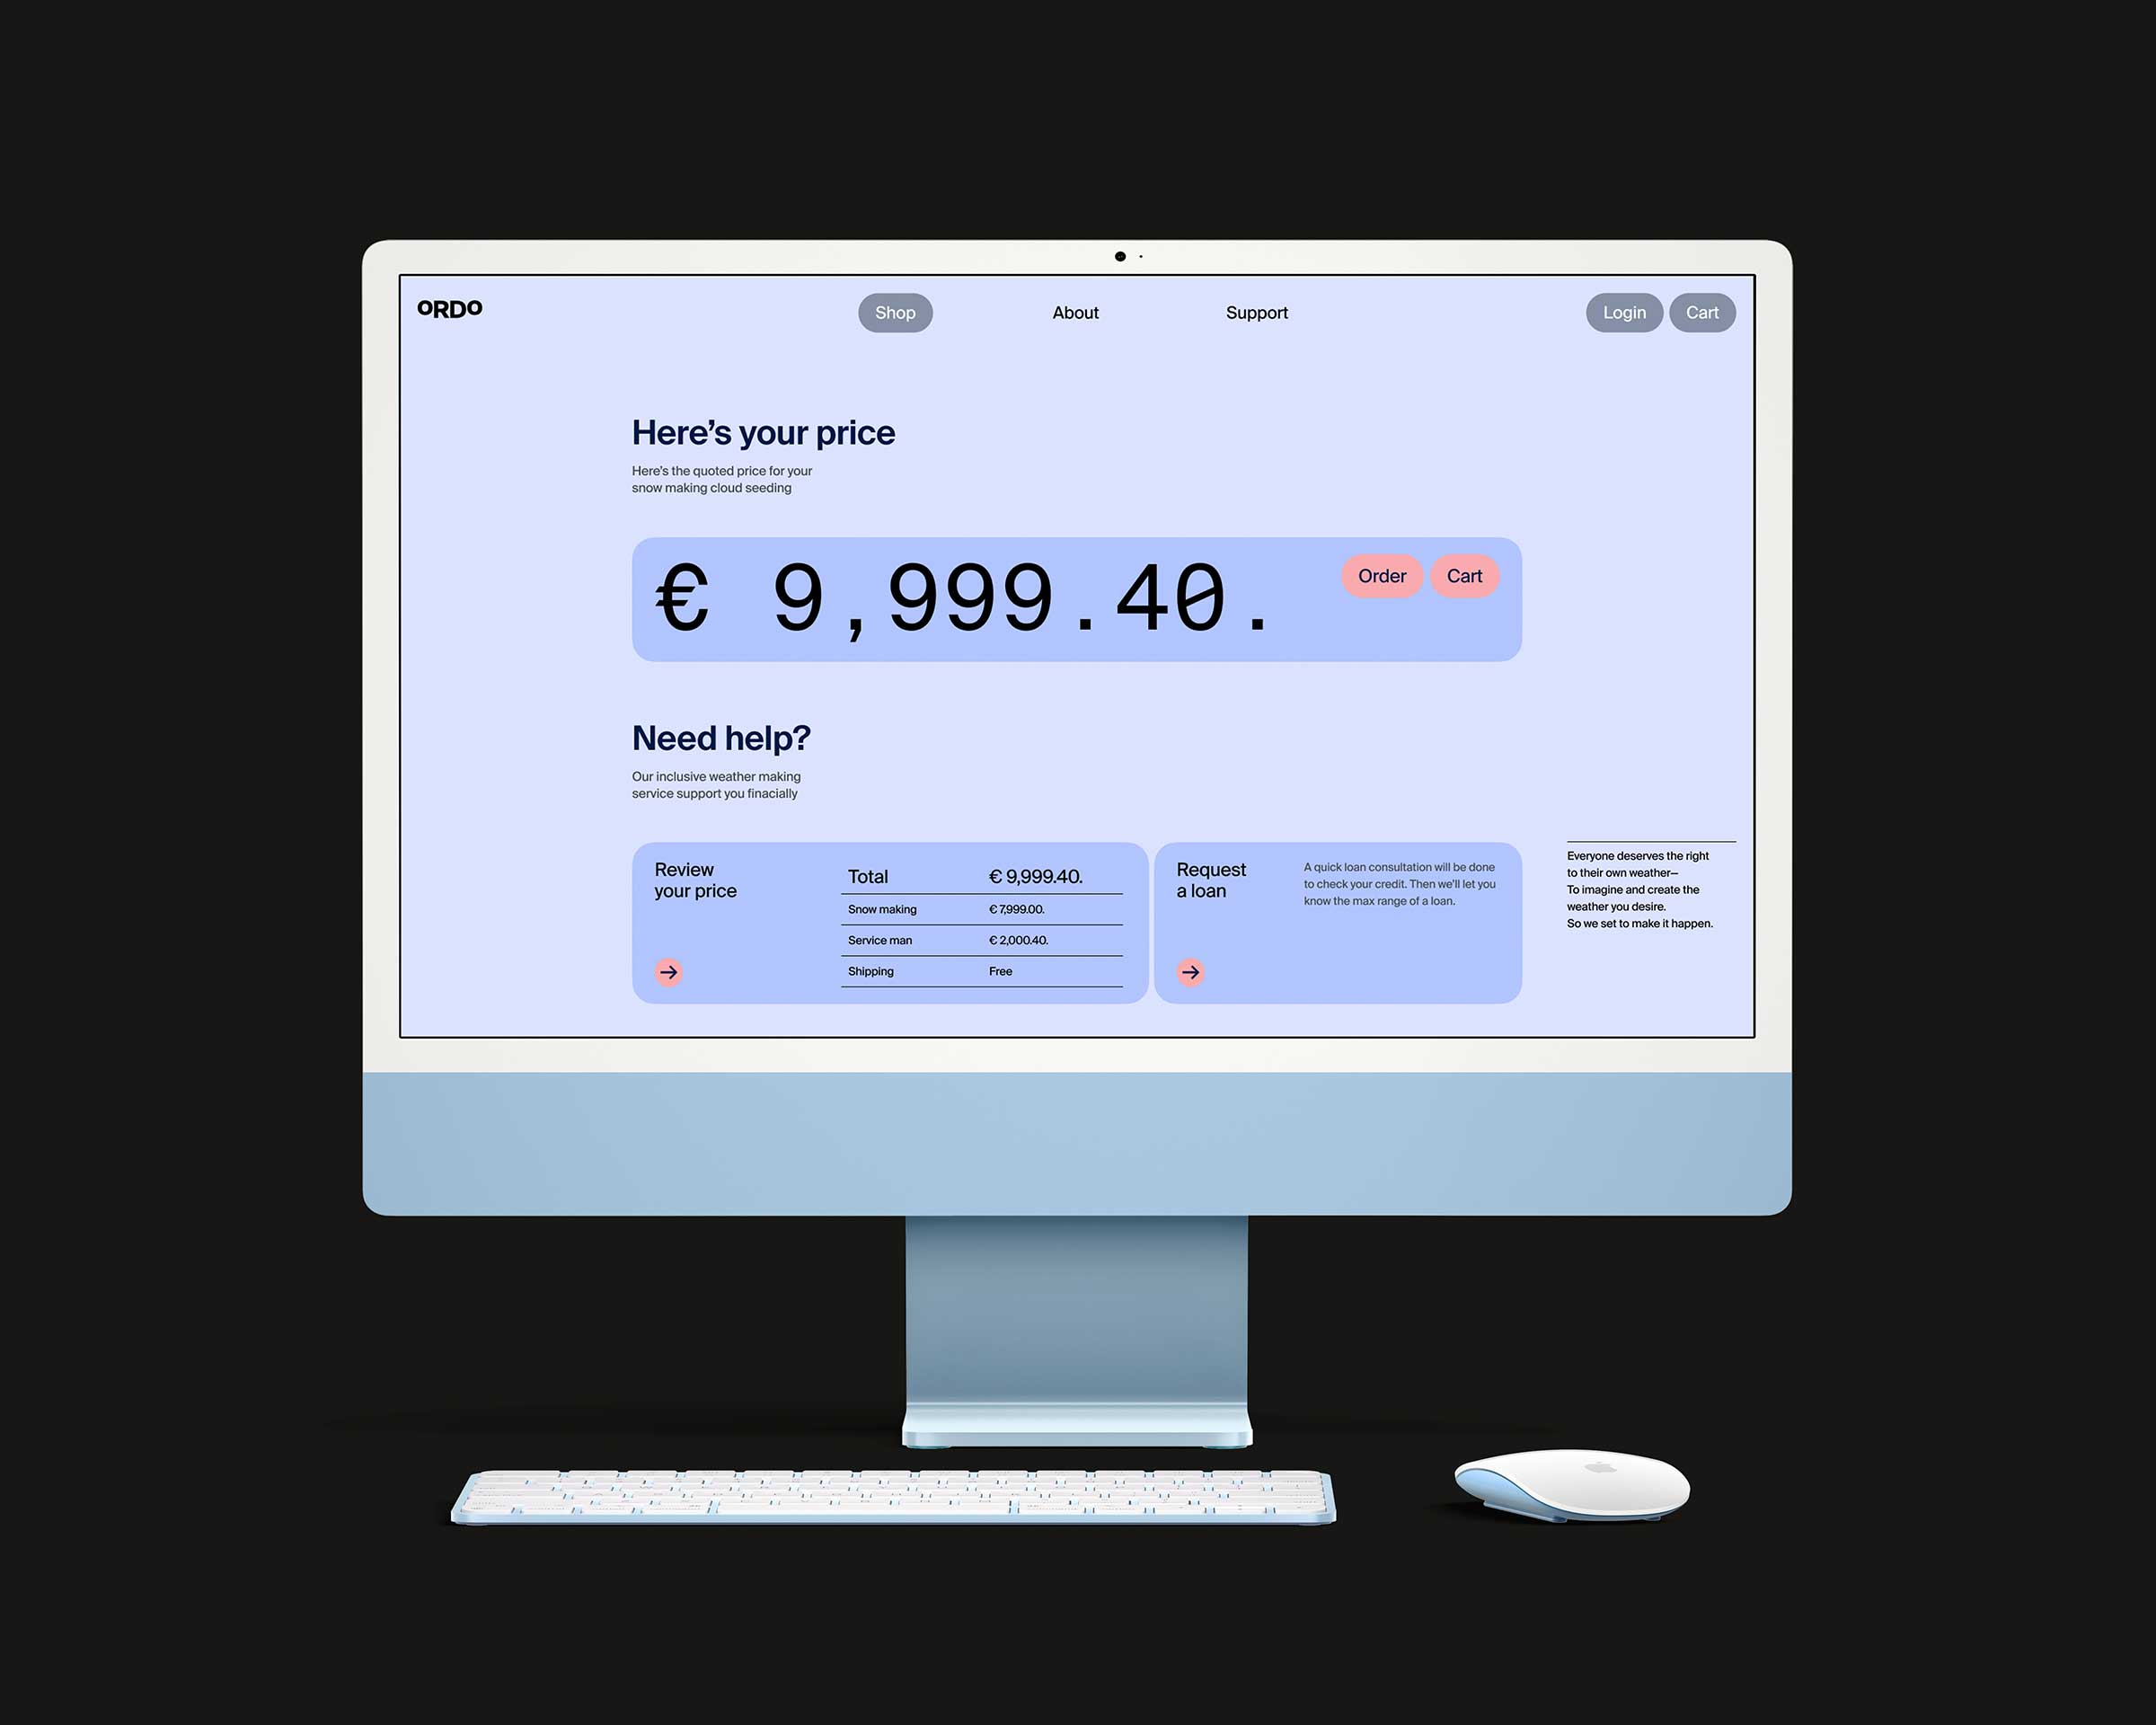 ORDO
Shop
About
Support
Login
Cart
Here’s your price
Here’s the quoted price for your
snow making cloud seeding
€ 9,999.40.
Order
Cart
Need help?
Our inclusive weather making
service support you finacially
Review
your price
Total € 9,999.40.
Snow making € 7,999.00.
Service man € 2,000.40.
Shipping Free
Request
a loan
A quick loan consultation will be done
to check your credit. Then we’ll let you
know the max range of a loan.
Everyone deserves the right
to their own weather—
To imagine and create the
weather you desire.
So we set to make it happen.